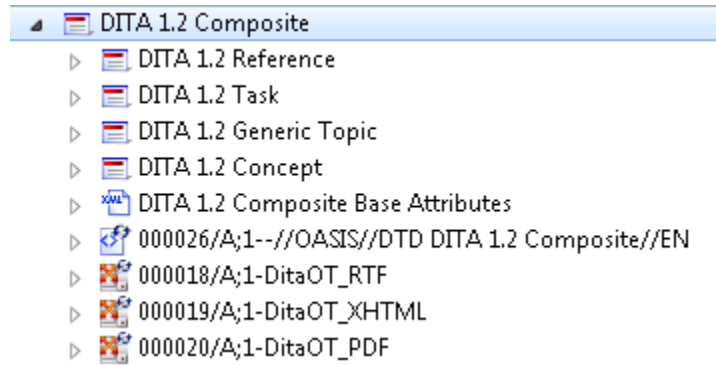 DITA 1.2 Composite
DITA 1.2 Reference
DITA 1.2 Task
DITA 1.2 Generic Topic
DITA 1.2 Concept
XML DITA 1.2 Composite Base Attributes
000026/A;1--//OASIS//DTD DITA 1.2 Composite//EN
000018/A;1-DitaOT_RTF
000019/A;1-DitaOT_XHTML
000020/A;1-DitaOT_PDF